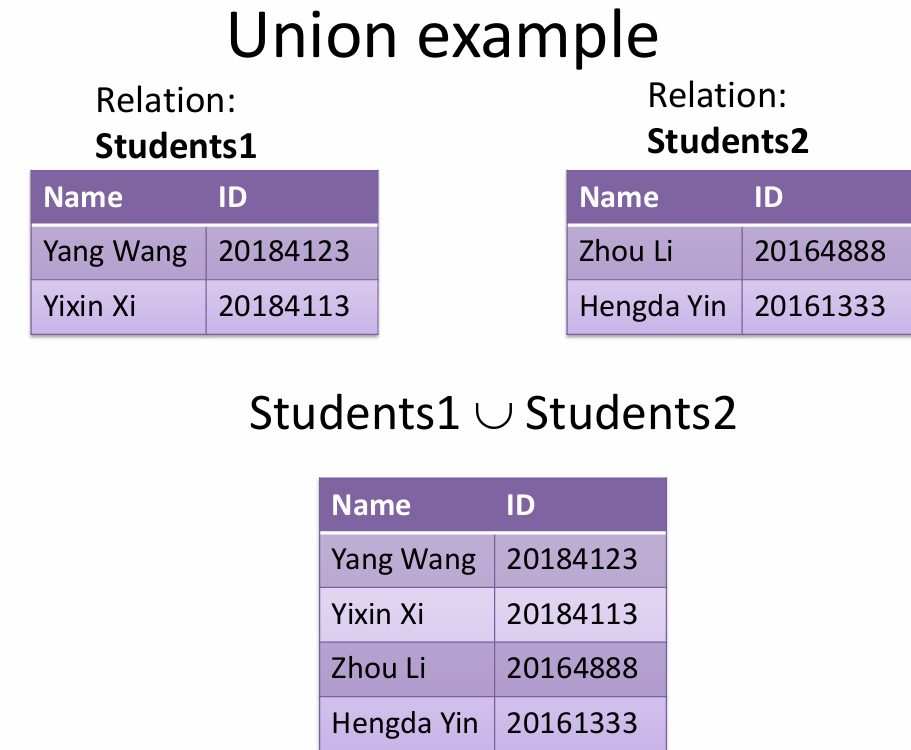 Union example
Relation:
Students1
Name ID
Yang Wang 20184123
Yixin Xi 20184113
Relation:
Students2
Name ID
Zhou Li 20164888
Hengda Yin 20161333
Students1 ∪ Students2
Name ID
Yang Wang 20184123
Yixin Xi 20184113
Zhou Li 20164888
Hengda Yin 20161333